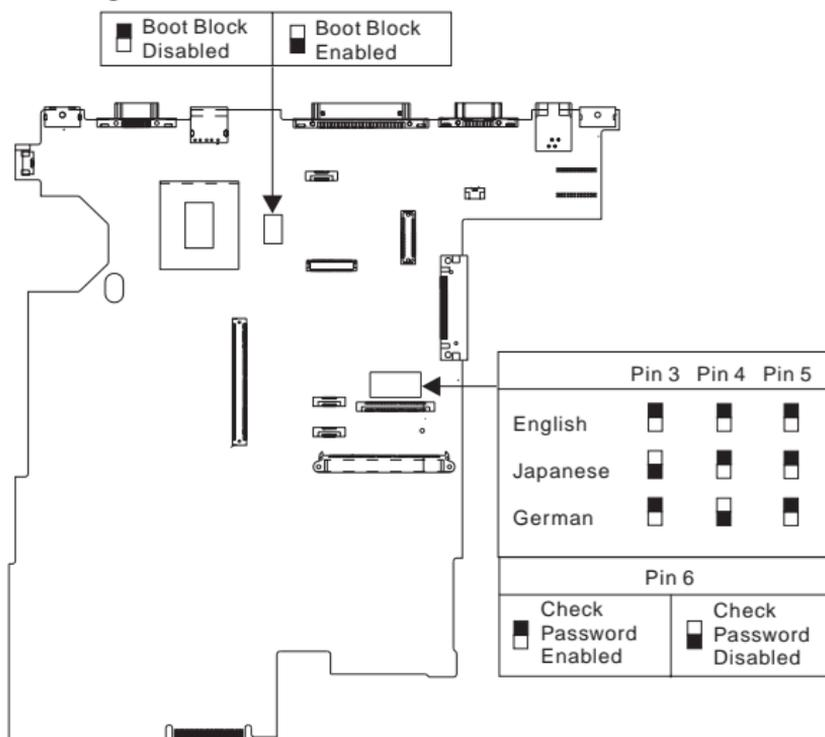 Boot Block
Disabled
Boot Block
Enabled
Pin 3 Pin 4 Pin 5
English
Japanese
German
Pin 6
Check
Password
Enabled
Check
Password
Disabled